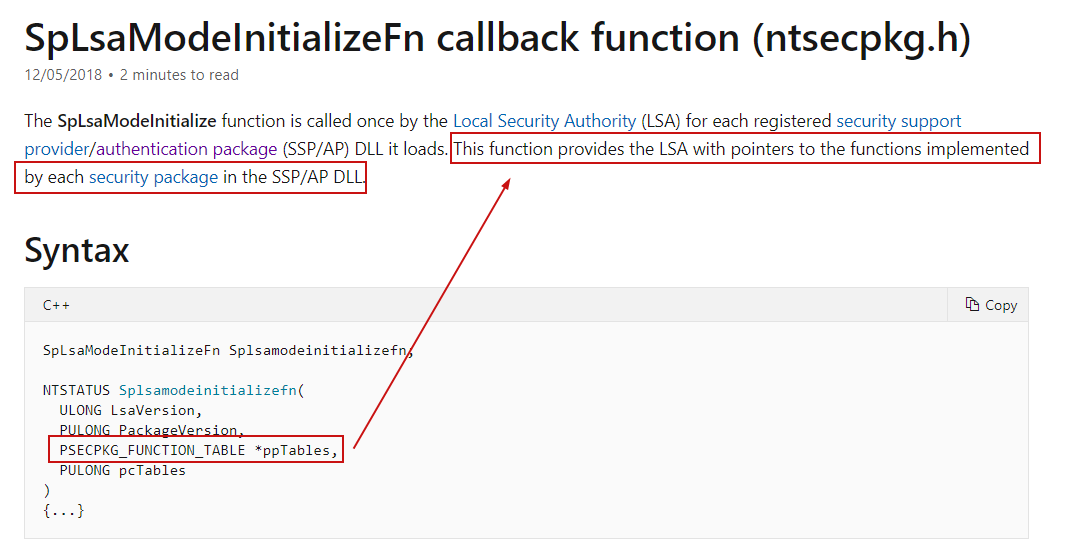 SpLsaModeInitializeFn callback function (ntsecpkg.h)
12/05/2018 • 2 minutes to read
The SpLsaModeInitialize function is called once by the Local Security Authority (LSA) for each registered security support
provider/authentication package (SSP/AP) DLL it loads. This function provides the LSA with pointers to the functions implemented
by each security package in the SSP/AP DLL.
Syntax
C++ Copy
SpLsaModeInitializeFn Splsamodeinitializefn;
NTSTATUS Splsamodeinitializefn(
ULONG LsaVersion,
PULONG PackageVersion,
PSECPKG_FUNCTION_TABLE *ppTables,
PULONG pcTables
)
{...}